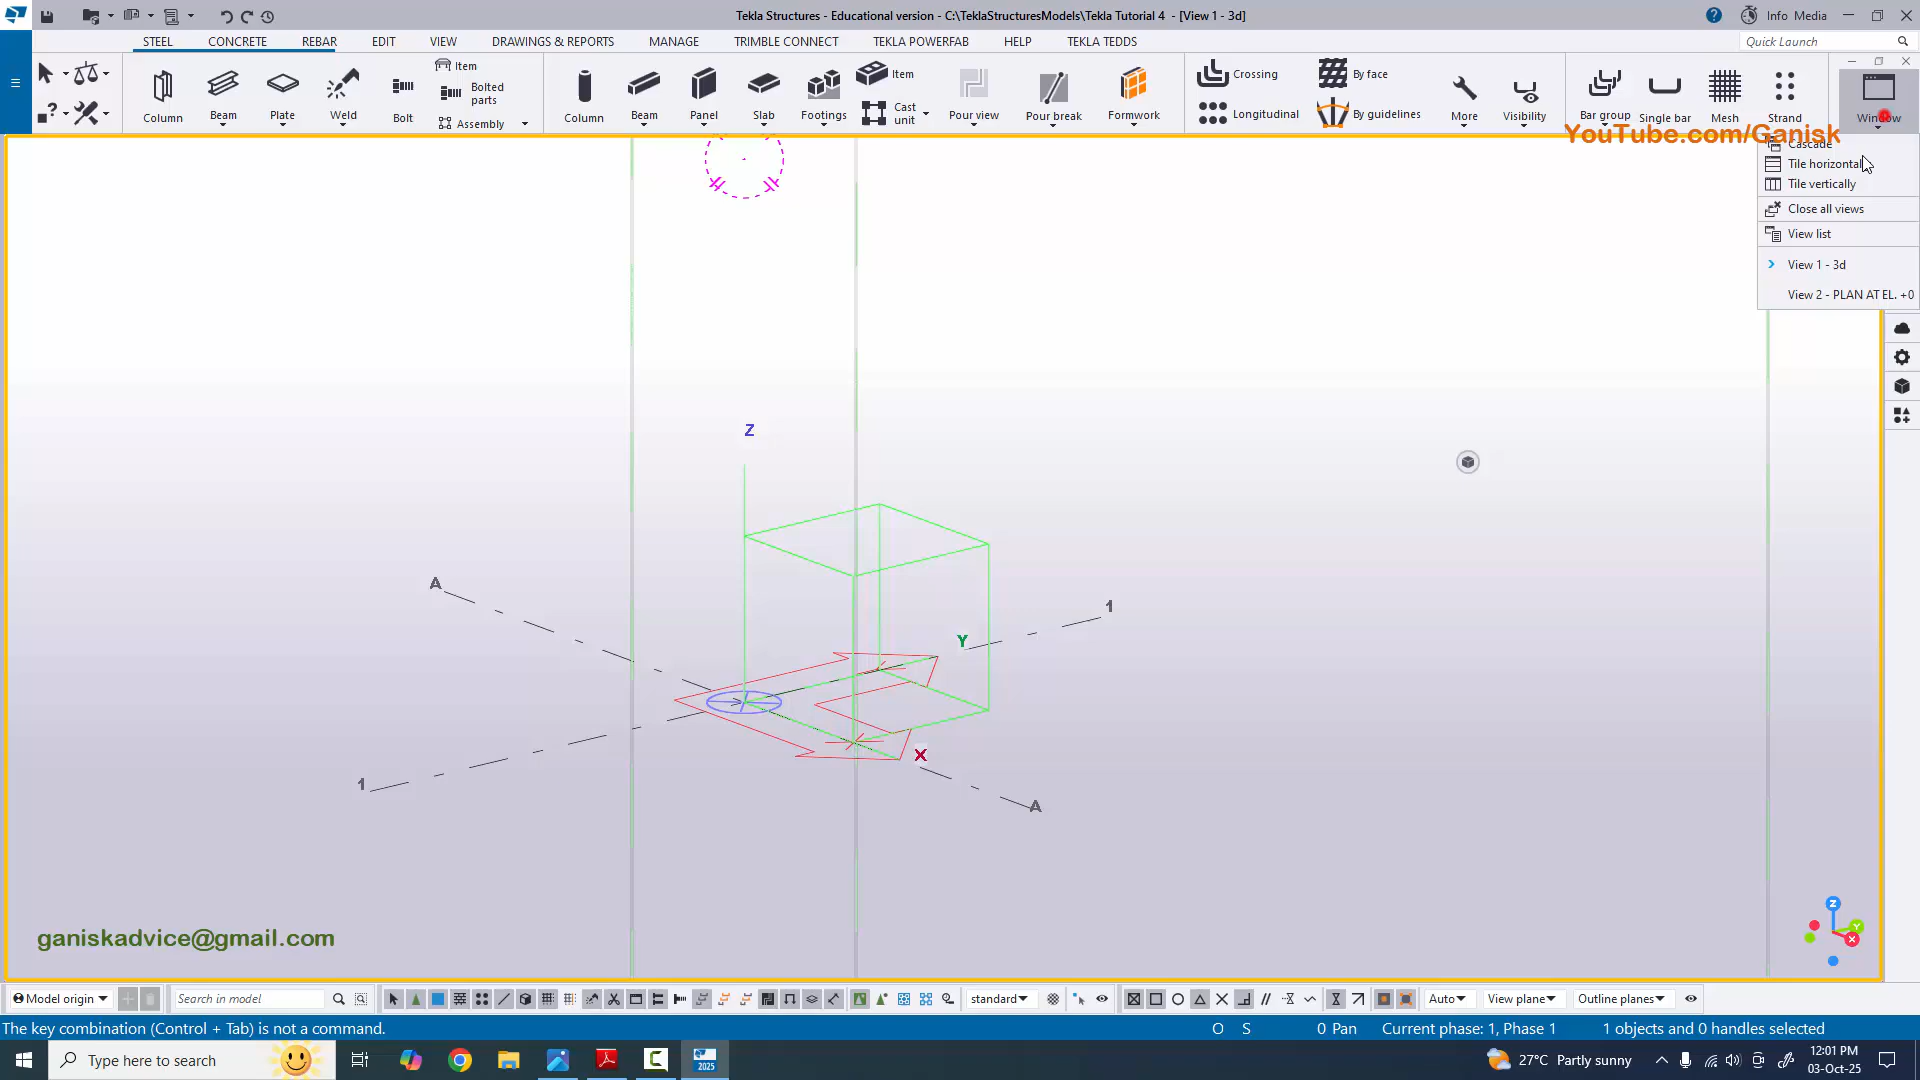 Tekla Structures - Educational version - C:\TeklaStructuresModels\Tekla Tutorial 4 - [View 1 - 3d]
Info Media
STEEL CONCRETE REBAR EDIT VIEW DRAWINGS & REPORTS MANAGE TRIMBLE CONNECT TEKLA POWERFAB HELP TEKLA TEDDS
Quick Launch
Item
Bolted
parts
Assembly
Column Beam Plate Weld Bolt
Column Beam Panel Slab Footings
Item
Cast
unit
Pour view Pour break Formwork
Crossing
Longitudinal
By face
By guidelines
More Visibility
Bar group Single bar Mesh Strand
Window
YouTube.com/Ganisk
Cascade
Tile horizontal
Tile vertically
Close all views
View list
View 1 - 3d
View 2 - PLAN AT EL. +0
Z
A
1
Y
X
1
A
ganiskadvice@gmail.com
Z
Y
X
Model origin
Search in model
standard
Auto
View plane
Outline planes
The key combination (Control + Tab) is not a command.
O S
0 Pan
Current phase: 1, Phase 1
1 objects and 0 handles selected
Type here to search
2025
27°C Partly sunny
12:01 PM
03-Oct-25